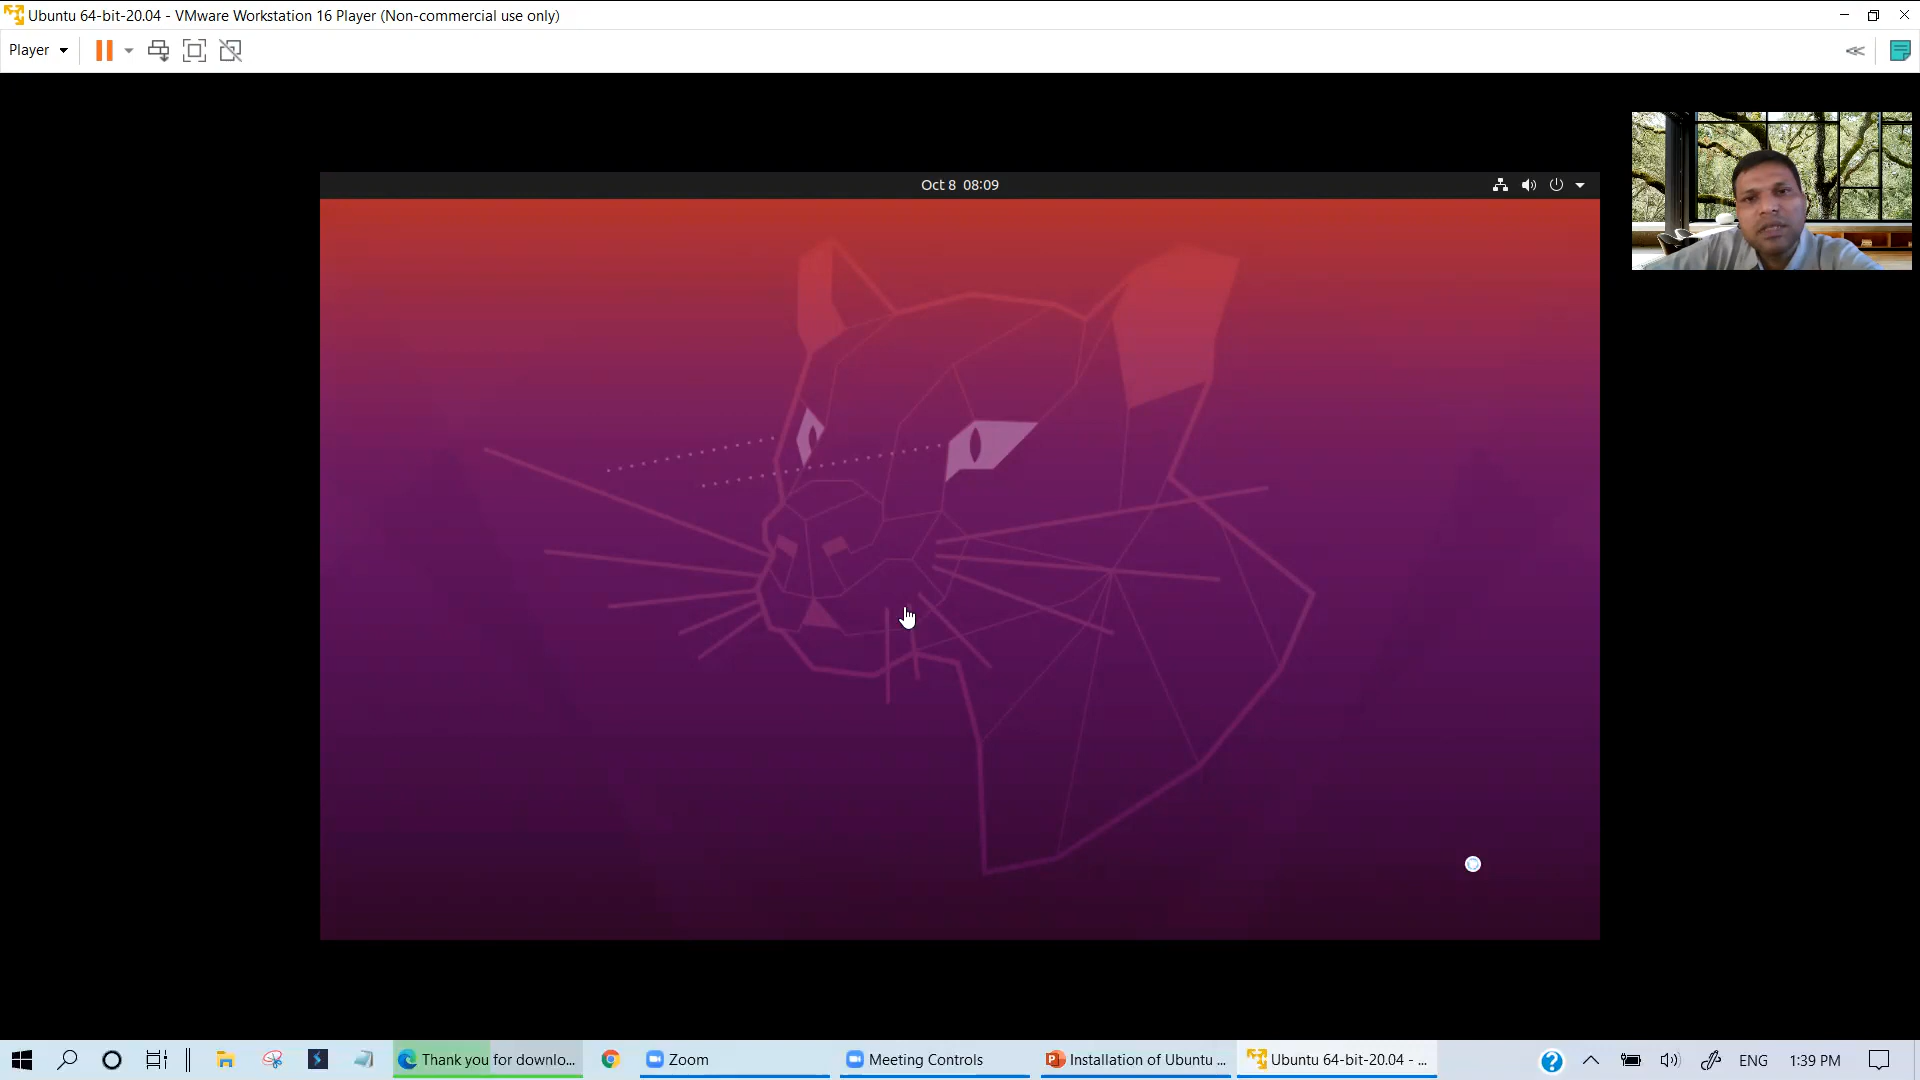 Ubuntu 64-bit-20.04 - VMware Workstation 16 Player (Non-commercial use only)
Player
Oct 8 08:09
Thank you for downlo...
Zoom
Meeting Controls
Installation of Ubuntu ...
Ubuntu 64-bit-20.04 - ...
ENG
1:39 PM